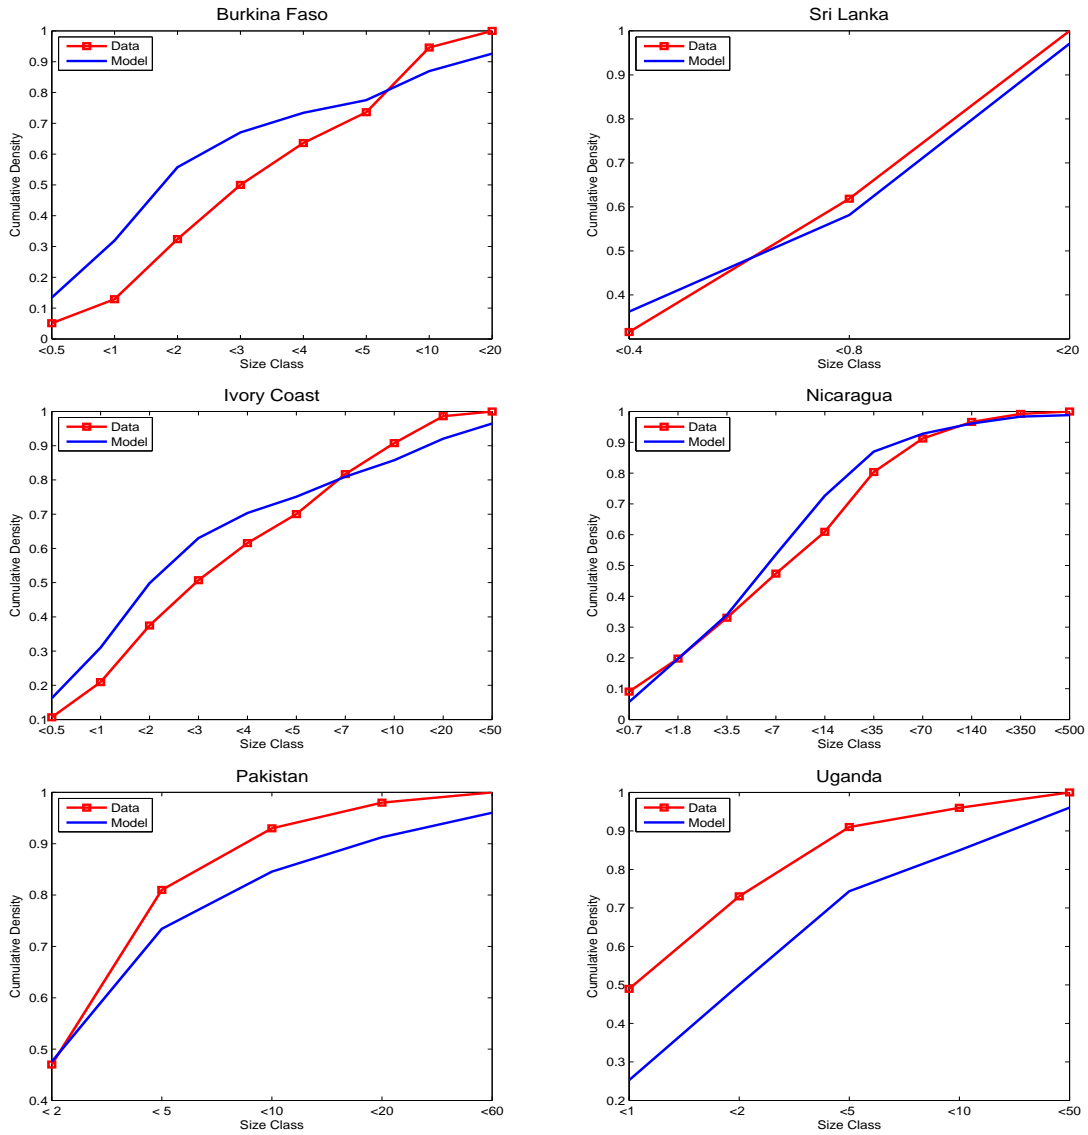 Burkina Faso
Data
Model
1
0.9
0.8
0.7
0.6
0.5
0.4
0.3
0.2
0.1
0
Cumulative Density
<0.5 <1 <2 <3 <4 <5 <10 <20
Size Class
Sri Lanka
Data
Model
1
0.9
0.8
0.7
0.6
0.5
0.4
Cumulative Density
<0.4 <0.8 <20
Size Class
Ivory Coast
Data
Model
1
0.9
0.8
0.7
0.6
0.5
0.4
0.3
0.2
0.1
Cumulative Density
<0.5 <1 <2 <3 <4 <5 <7 <10 <20 <50
Size Class
Nicaragua
Data
Model
1
0.9
0.8
0.7
0.6
0.5
0.4
0.3
0.2
0.1
0
Cumulative Density
<0.7 <1.8 <3.5 <7 <14 <35 <70 <140 <350 <500
Size Class
Pakistan
Data
Model
1
0.9
0.8
0.7
0.6
0.5
0.4
Cumulative Density
< 2 < 5 <10 <20 <60
Size Class
Uganda
Data
Model
1
0.9
0.8
0.7
0.6
0.5
0.4
0.3
0.2
Cumulative Density
<1 <2 <5 <10 <50
Size Class